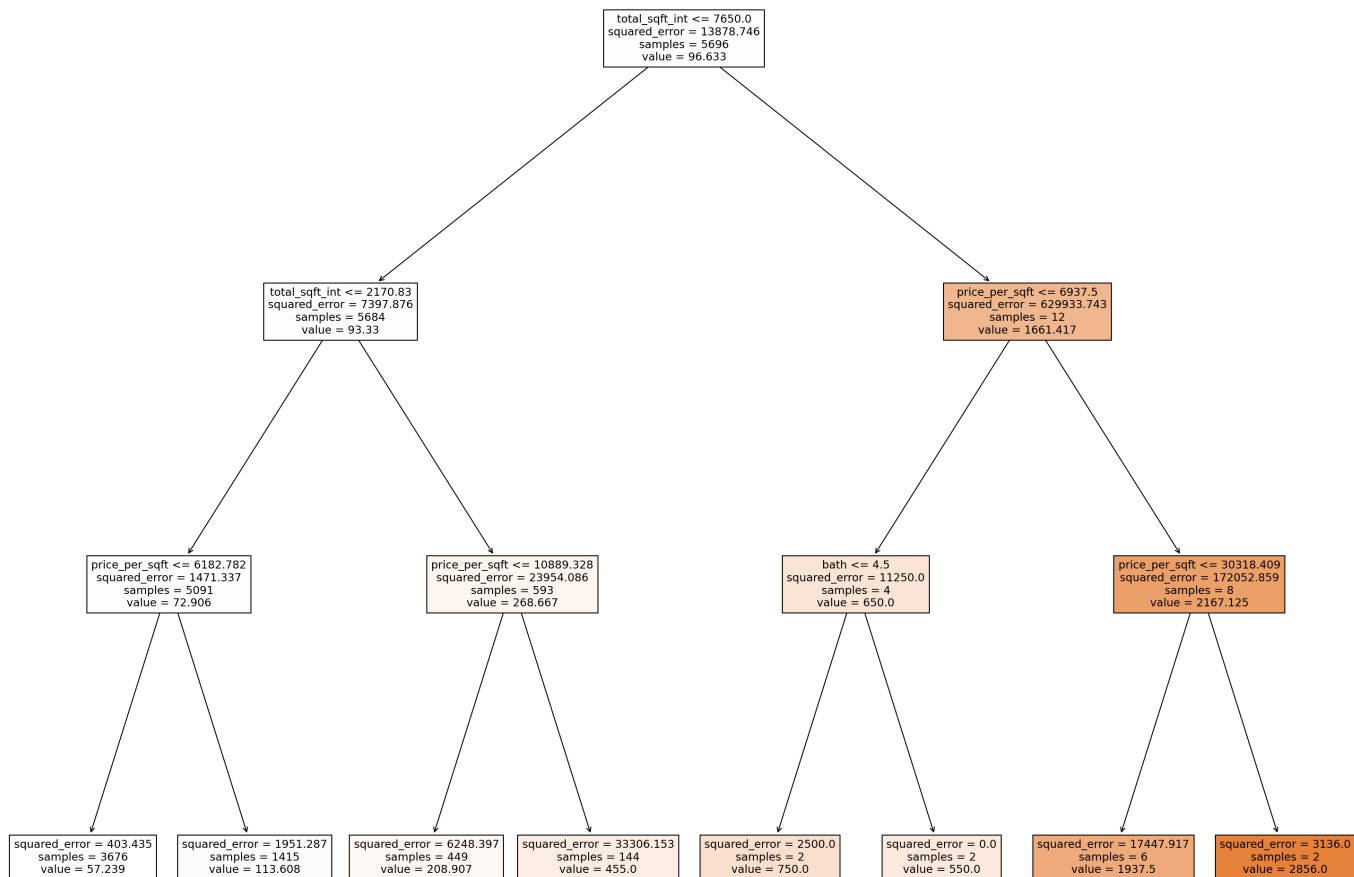 total_sqft_int <= 7650.0
squared_error = 13878.746
samples = 5696
value = 96.633
total_sqft_int <= 2170.83
squared_error = 7397.876
samples = 5684
value = 93.33
price_per_sqft <= 6937.5
squared_error = 629933.743
samples = 12
value = 1661.417
price_per_sqft <= 6182.782
squared_error = 1471.337
samples = 5091
value = 72.906
price_per_sqft <= 10889.328
squared_error = 23954.086
samples = 593
value = 268.667
bath <= 4.5
squared_error = 11250.0
samples = 4
value = 650.0
price_per_sqft <= 30318.409
squared_error = 172052.859
samples = 8
value = 2167.125
squared_error = 403.435
samples = 3676
value = 57.239
squared_error = 1951.287
samples = 1415
value = 113.608
squared_error = 6248.397
samples = 449
value = 208.907
squared_error = 33306.153
samples = 144
value = 455.0
squared_error = 2500.0
samples = 2
value = 750.0
squared_error = 0.0
samples = 2
value = 550.0
squared_error = 17447.917
samples = 6
value = 1937.5
squared_error = 3136.0
samples = 2
value = 2856.0